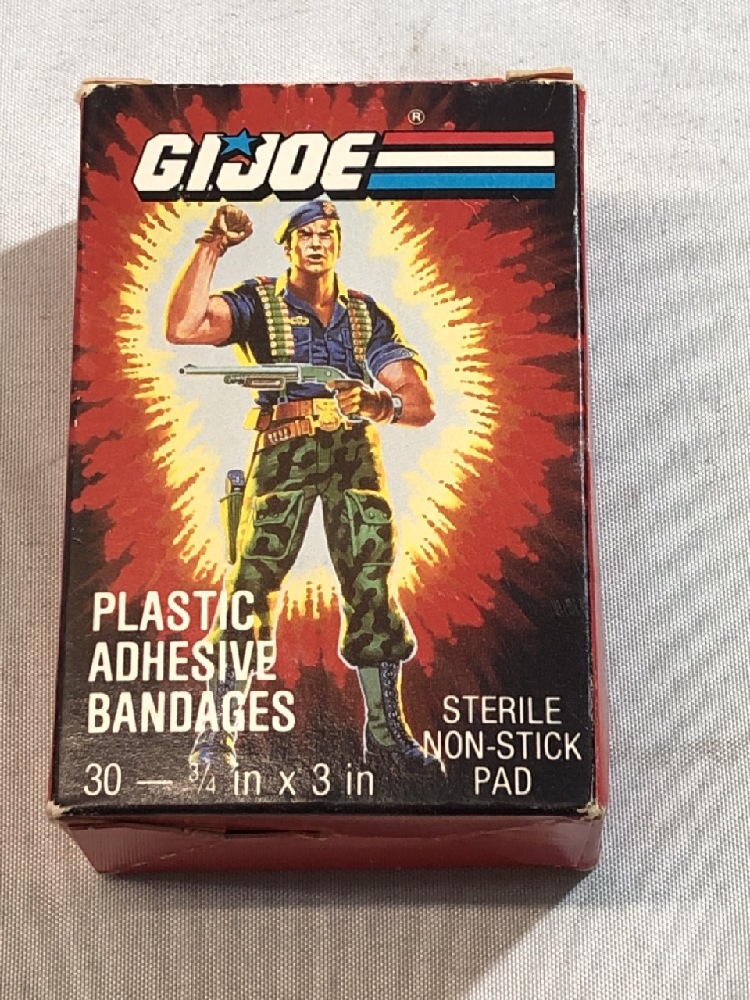 G.I. JOE ®
PLASTIC
ADHESIVE
BANDAGES
30 — 3/4 in x 3 in
STERILE
NON-STICK
PAD